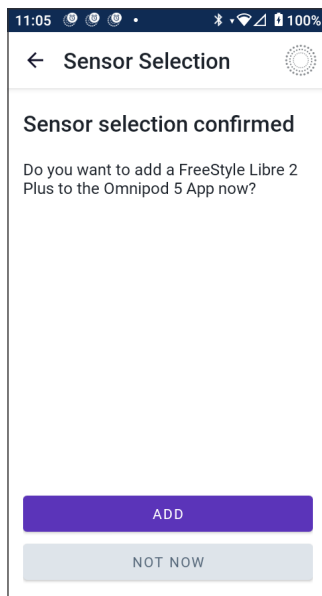 11:05 100%
Sensor Selection
Sensor selection confirmed
Do you want to add a FreeStyle Libre 2
Plus to the Omnipod 5 App now?
ADD
NOT NOW